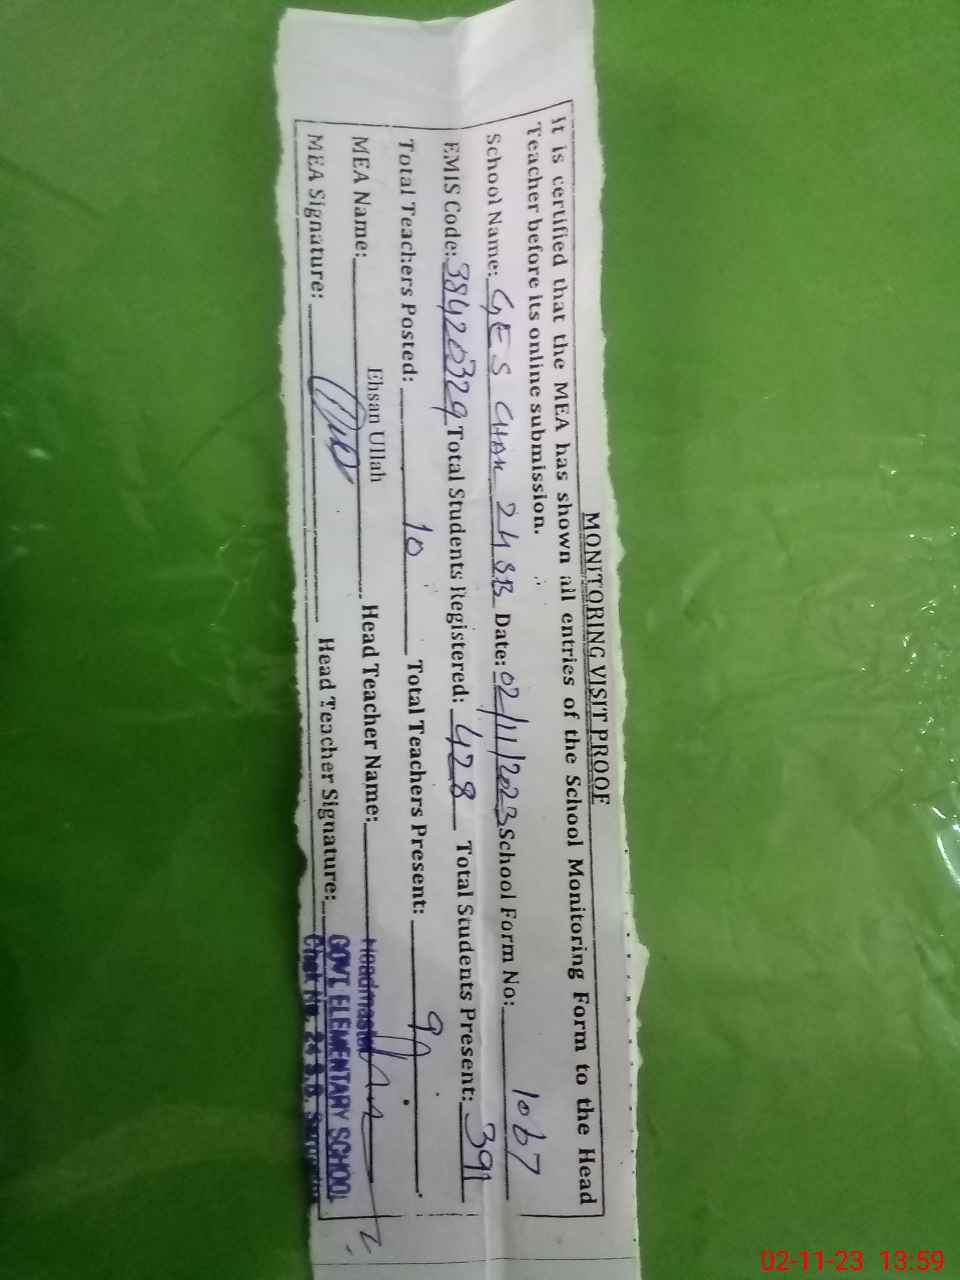 MONITORING VISIT PROOF
It is certified that the MEA has shown all entries of the School Monitoring Form to the Head
Teacher before its online submission.
School Name: GES CHAK 24 SB Date: 02/11/2023 School Form No: 1067
EMIS Code: 38420329 Total Students Registered: 428 Total Students Present: 391
Total Teachers Posted: 10 Total Teachers Present: 9
MEA Name: Ehsan Ullah Head Teacher Name:
MEA Signature: Head Teacher Signature:
Headmaster
GOVT. ELEMENTARY SCHOOL
Chak No. 24 S.B.
02-11-23 13:59